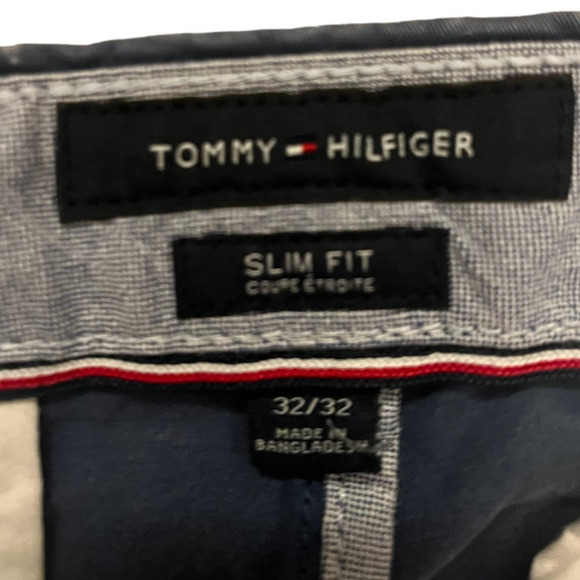 TOMMY HILFIGER
SLIM FIT
COUPE ÉTROITE
32/32
MADE IN
BANGLADESH